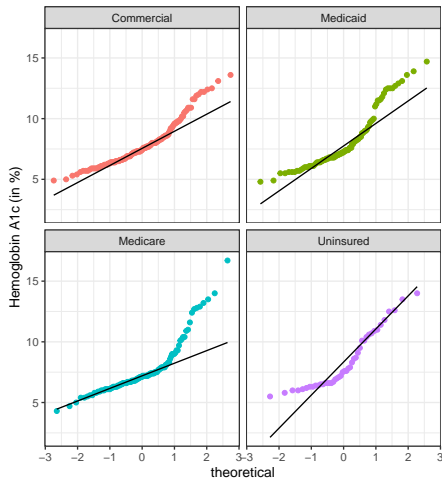 Commercial
Medicaid
15
10
5
Medicare
Uninsured
15
10
5
−3 −2 −1 0 1 2 3
−3 −2 −1 0 1 2 3
theoretical
Hemoglobin A1c (in %)